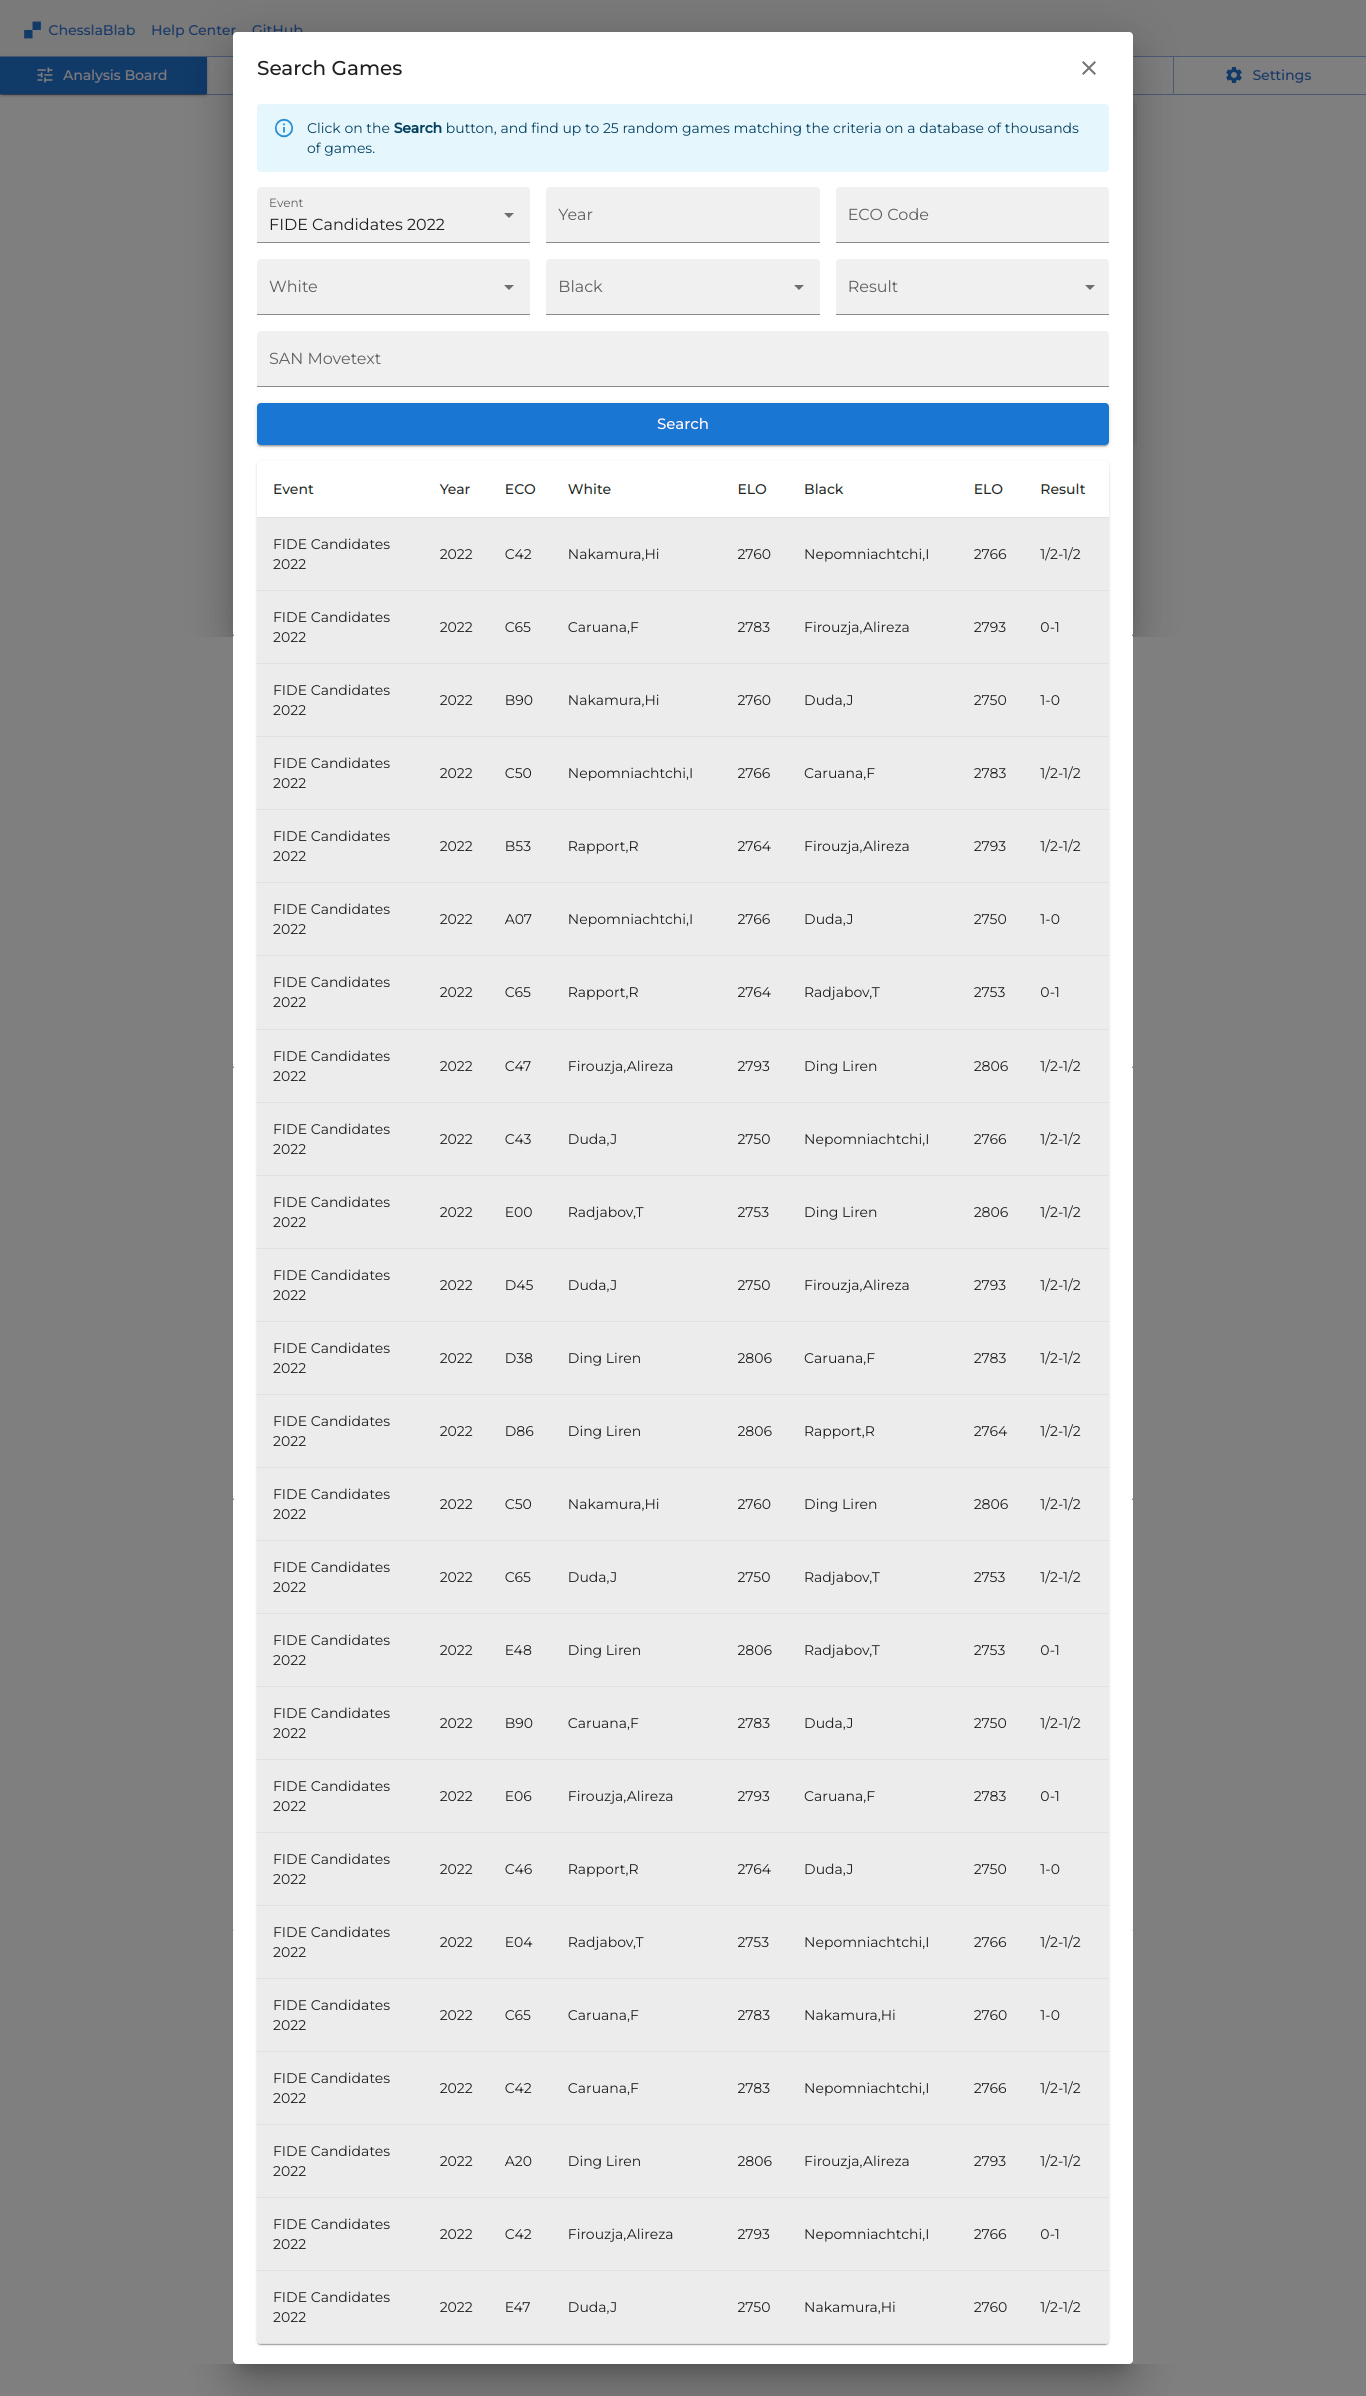 ChesslaBlab Help Center GitHub
Analysis Board
Settings
Search Games
Click on the Search button, and find up to 25 random games matching the criteria on a database of thousands
of games.
Event
FIDE Candidates 2022
Year
ECO Code
White
Black
Result
SAN Movetext
Search
Event Year ECO White ELO Black ELO Result
FIDE Candidates
2022
2022 C42 Nakamura,Hi 2760 Nepomniachtchi,I 2766 1/2-1/2
FIDE Candidates
2022
2022 C65 Caruana,F 2783 Firouzja,Alireza 2793 0-1
FIDE Candidates
2022
2022 B90 Nakamura,Hi 2760 Duda,J 2750 1-0
FIDE Candidates
2022
2022 C50 Nepomniachtchi,I 2766 Caruana,F 2783 1/2-1/2
FIDE Candidates
2022
2022 B53 Rapport,R 2764 Firouzja,Alireza 2793 1/2-1/2
FIDE Candidates
2022
2022 A07 Nepomniachtchi,I 2766 Duda,J 2750 1-0
FIDE Candidates
2022
2022 C65 Rapport,R 2764 Radjabov,T 2753 0-1
FIDE Candidates
2022
2022 C47 Firouzja,Alireza 2793 Ding Liren 2806 1/2-1/2
FIDE Candidates
2022
2022 C43 Duda,J 2750 Nepomniachtchi,I 2766 1/2-1/2
FIDE Candidates
2022
2022 E00 Radjabov,T 2753 Ding Liren 2806 1/2-1/2
FIDE Candidates
2022
2022 D45 Duda,J 2750 Firouzja,Alireza 2793 1/2-1/2
FIDE Candidates
2022
2022 D38 Ding Liren 2806 Caruana,F 2783 1/2-1/2
FIDE Candidates
2022
2022 D86 Ding Liren 2806 Rapport,R 2764 1/2-1/2
FIDE Candidates
2022
2022 C50 Nakamura,Hi 2760 Ding Liren 2806 1/2-1/2
FIDE Candidates
2022
2022 C65 Duda,J 2750 Radjabov,T 2753 1/2-1/2
FIDE Candidates
2022
2022 E48 Ding Liren 2806 Radjabov,T 2753 0-1
FIDE Candidates
2022
2022 B90 Caruana,F 2783 Duda,J 2750 1/2-1/2
FIDE Candidates
2022
2022 E06 Firouzja,Alireza 2793 Caruana,F 2783 0-1
FIDE Candidates
2022
2022 C46 Rapport,R 2764 Duda,J 2750 1-0
FIDE Candidates
2022
2022 E04 Radjabov,T 2753 Nepomniachtchi,I 2766 1/2-1/2
FIDE Candidates
2022
2022 C65 Caruana,F 2783 Nakamura,Hi 2760 1-0
FIDE Candidates
2022
2022 C42 Caruana,F 2783 Nepomniachtchi,I 2766 1/2-1/2
FIDE Candidates
2022
2022 A20 Ding Liren 2806 Firouzja,Alireza 2793 1/2-1/2
FIDE Candidates
2022
2022 C42 Firouzja,Alireza 2793 Nepomniachtchi,I 2766 0-1
FIDE Candidates
2022
2022 E47 Duda,J 2750 Nakamura,Hi 2760 1/2-1/2